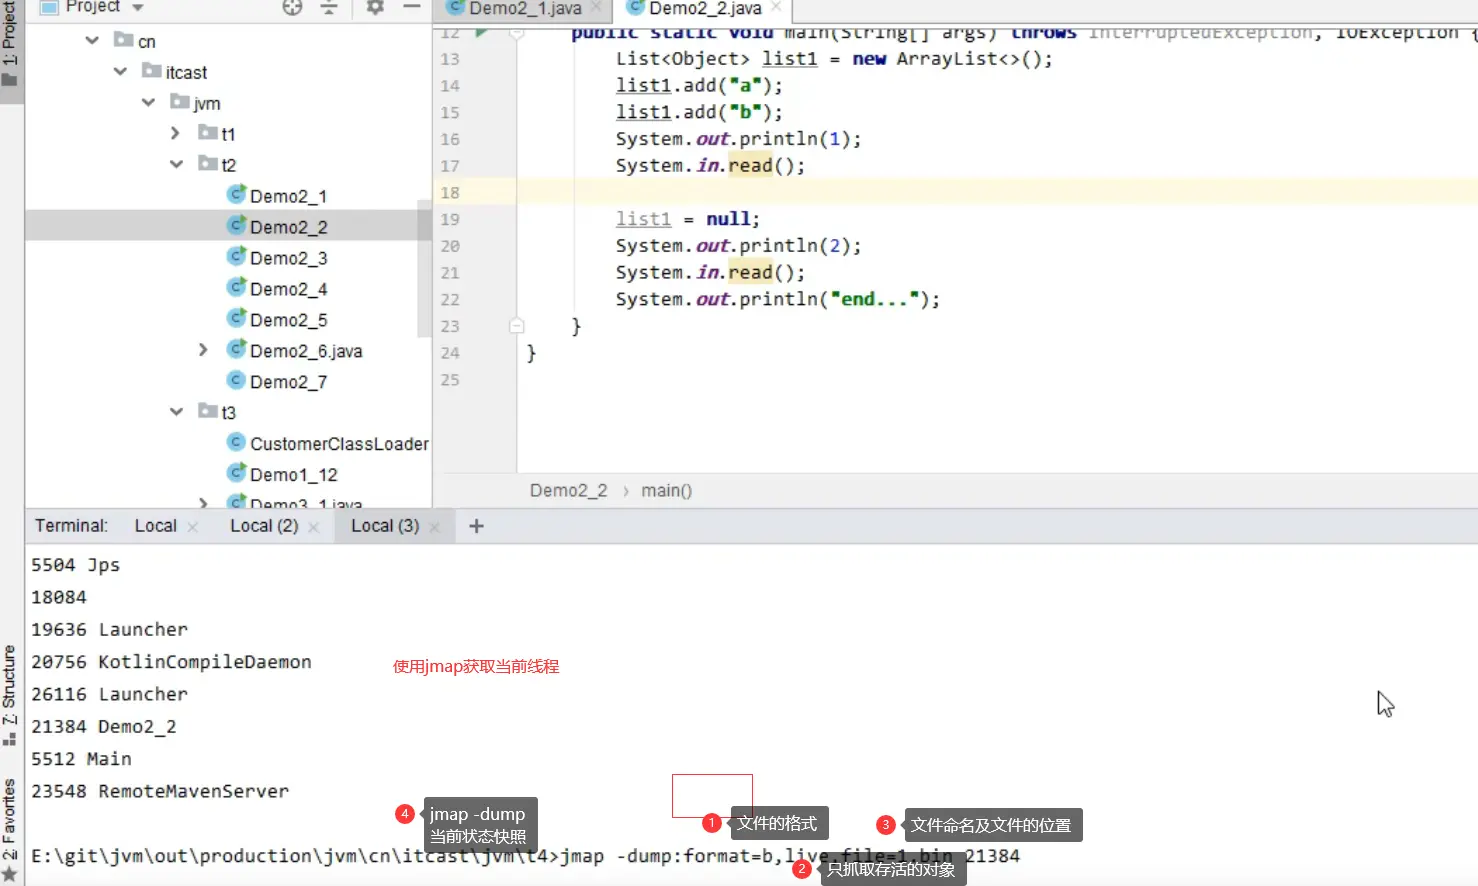 Project
Demo2_1.java
Demo2_2.java
1: Project
cn
itcast
jvm
t1
t2
Demo2_1
Demo2_2
Demo2_3
Demo2_4
Demo2_5
Demo2_6.java
Demo2_7
t3
CustomerClassLoader
Demo1_12
Demo3_1.java
12 public static void main(String[] args) throws InterruptedException, IOException {
13 List<Object> list1 = new ArrayList<>();
14 list1.add("a");
15 list1.add("b");
16 System.out.println(1);
17 System.in.read();
18
19 list1 = null;
20 System.out.println(2);
21 System.in.read();
22 System.out.println("end...");
23 }
24 }
25
Demo2_2 › main()
Terminal: Local × Local (2) × Local (3) × +
5504 Jps
18084
19636 Launcher
20756 KotlinCompileDaemon
使用jmap获取当前线程
26116 Launcher
21384 Demo2_2
5512 Main
23548 RemoteMavenServer
7: Structure
2: Favorites
4 jmap -dump
当前状态快照
1 文件的格式
3 文件命名及文件的位置
E:\git\jvm\out\production\jvm\cn\itcast\jvm\t4>jmap -dump:format=b,live,file=1.bin 21384
2 只抓取存活的对象